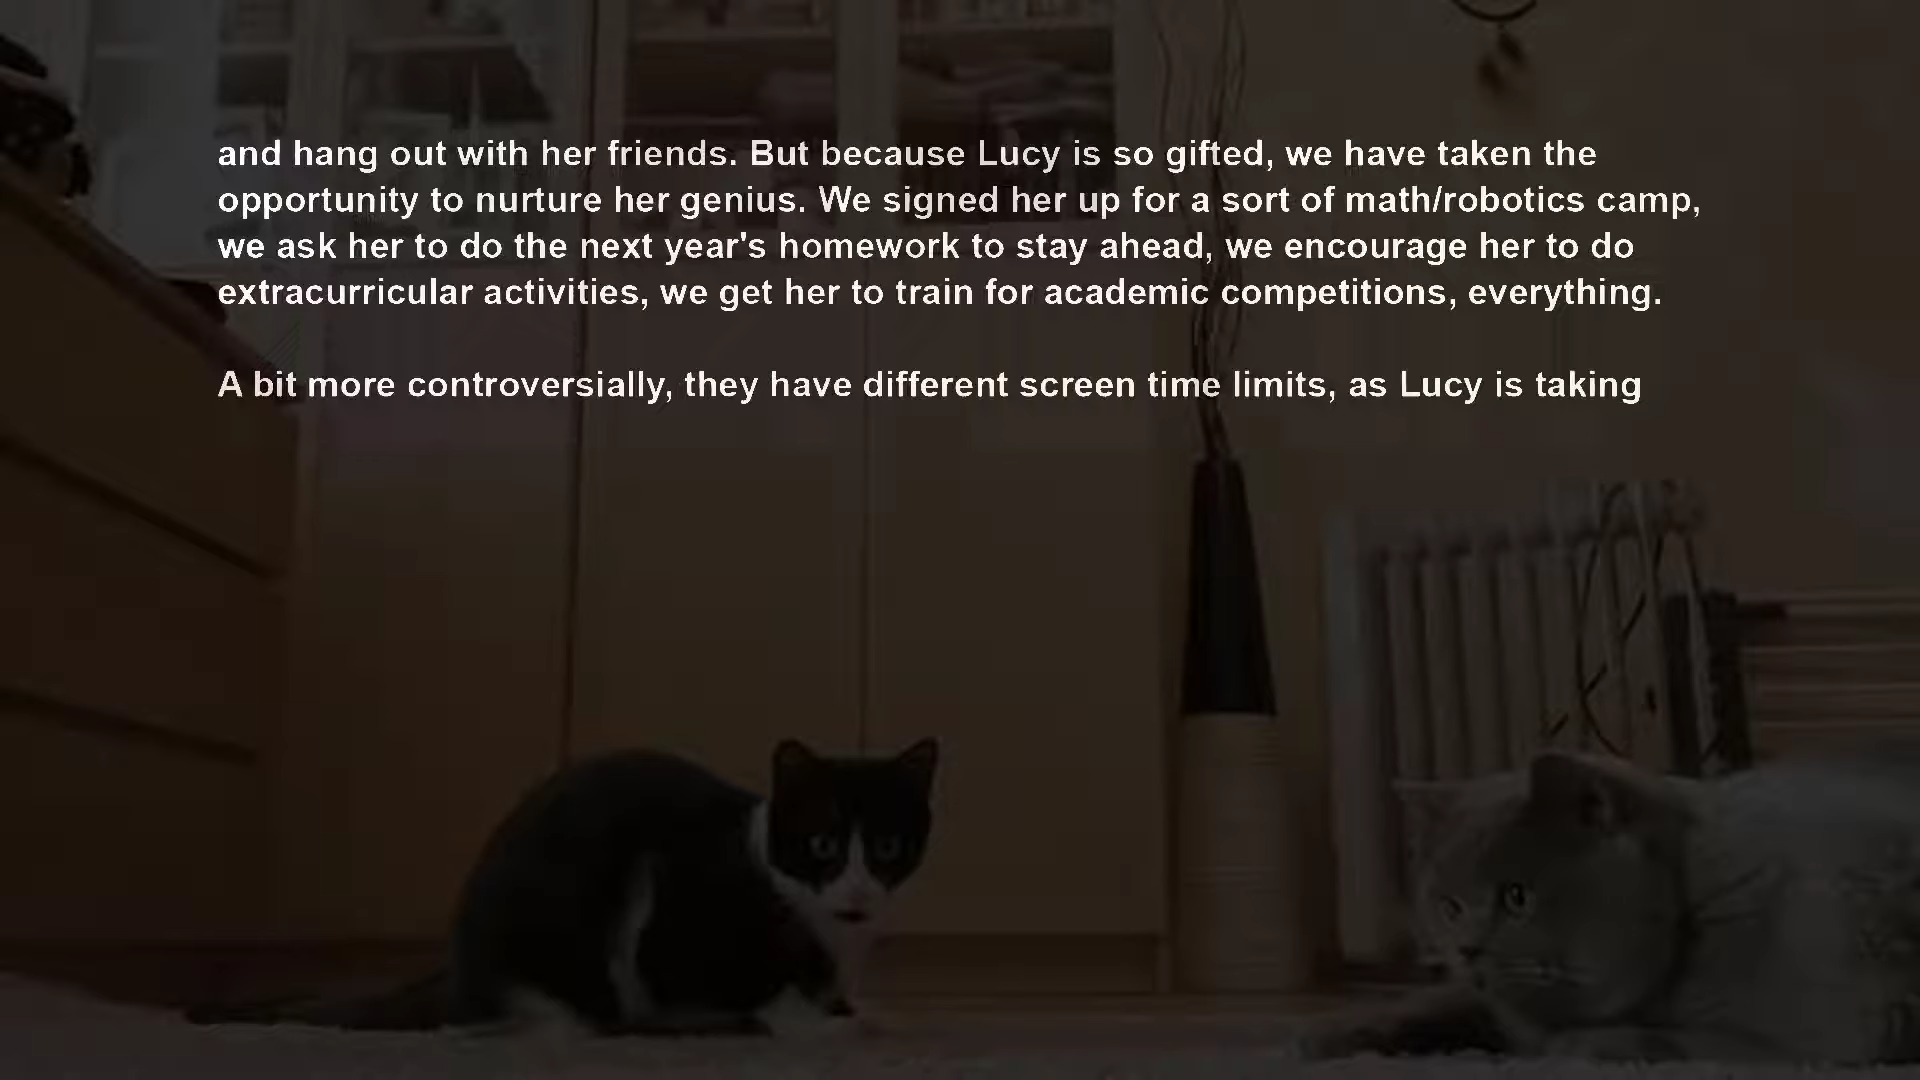 and hang out with her friends. But because Lucy is so gifted, we have taken the
opportunity to nurture her genius. We signed her up for a sort of math/robotics camp,
we ask her to do the next year's homework to stay ahead, we encourage her to do
extracurricular activities, we get her to train for academic competitions, everything.
A bit more controversially, they have different screen time limits, as Lucy is taking